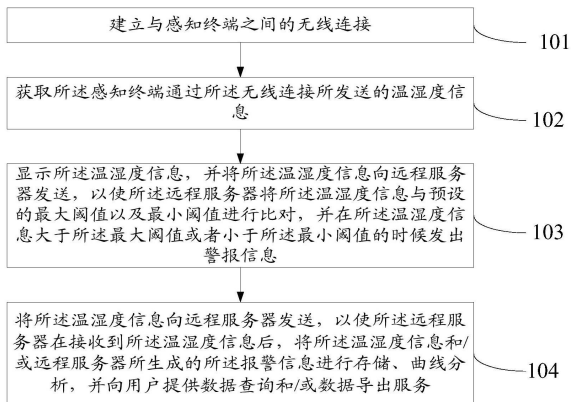 建立与感知终端之间的无线连接
101
获取所述感知终端通过所述无线连接所发送的温湿度信
息
102
显示所述温湿度信息，并将所述温湿度信息向远程服务
器发送，以使所述远程服务器将所述温湿度信息与预设
的最大阈值以及最小阈值进行比对，并在所述温湿度信
息大于所述最大阈值或者小于所述最小阈值的时候发出
警报信息
103
将所述温湿度信息向远程服务器发送，以使所述远程服
务器在接收到所述温湿度信息后，将所述温湿度信息和/
或远程服务器所生成的所述报警信息进行存储、曲线分
析，并向用户提供数据查询和/或数据导出服务
104